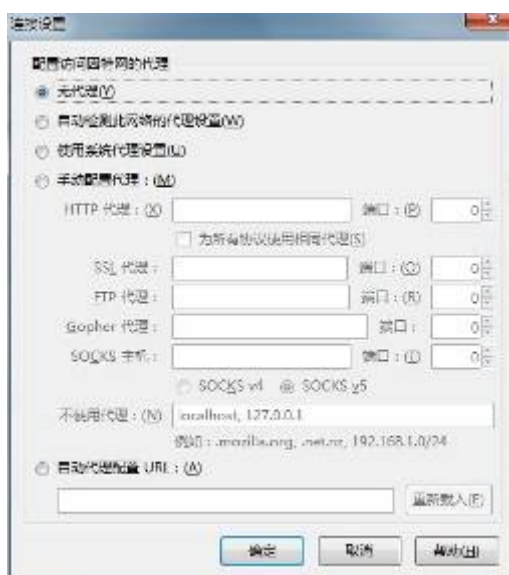 连接设置
配置访问因特网的代理
无代理(Y)
自动检测此网络的代理设置(W)
使用系统代理设置(U)
手动配置代理：(M)
HTTP 代理：(X) 端口：(P) 0
为所有协议使用相同代理(S)
SSL 代理： 端口：(O) 0
FTP 代理： 端口：(R) 0
Gopher 代理： 端口： 0
SOCKS 主机： 端口：(T) 0
SOCKS v4 SOCKS v5
不使用代理：(N) localhost, 127.0.0.1
例如：.mozilla.org, .net.nz, 192.168.1.0/24
自动代理配置 URL：(A)
重新载入(E)
确定 取消 帮助(H)